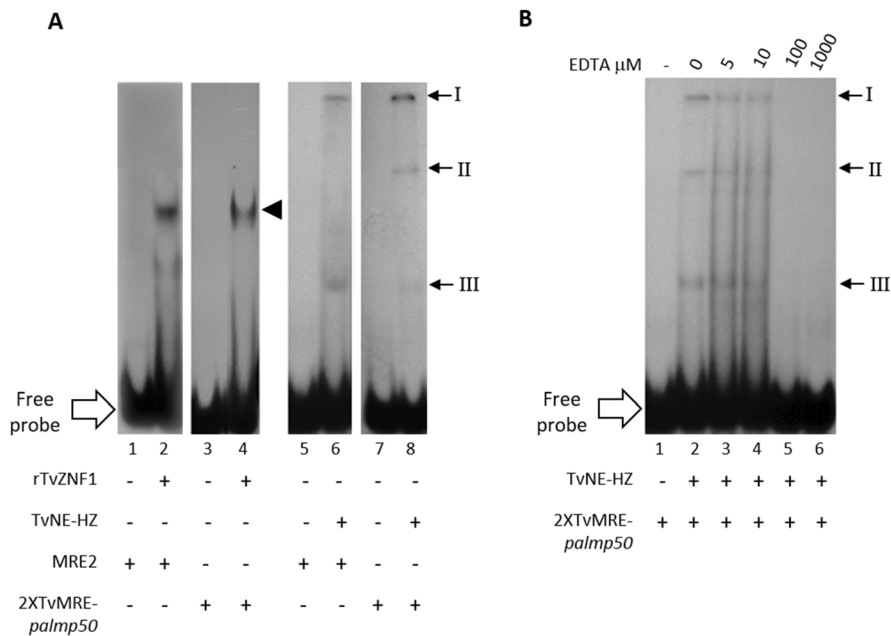 A
I
II
III
Free
probe
1 2 3 4 5 6 7 8
rTvZNF1 - + - + - - - -
TvNE-HZ - - - - - + - +
MRE2 + + - - + + - -
2XTvMRE- - - + + - - + +
palmp50
B
EDTA µM - 0 5 10 100 1000
I
II
III
Free
probe
1 2 3 4 5 6
TvNE-HZ - + + + + +
2XTvMRE- + + + + + +
palmp50